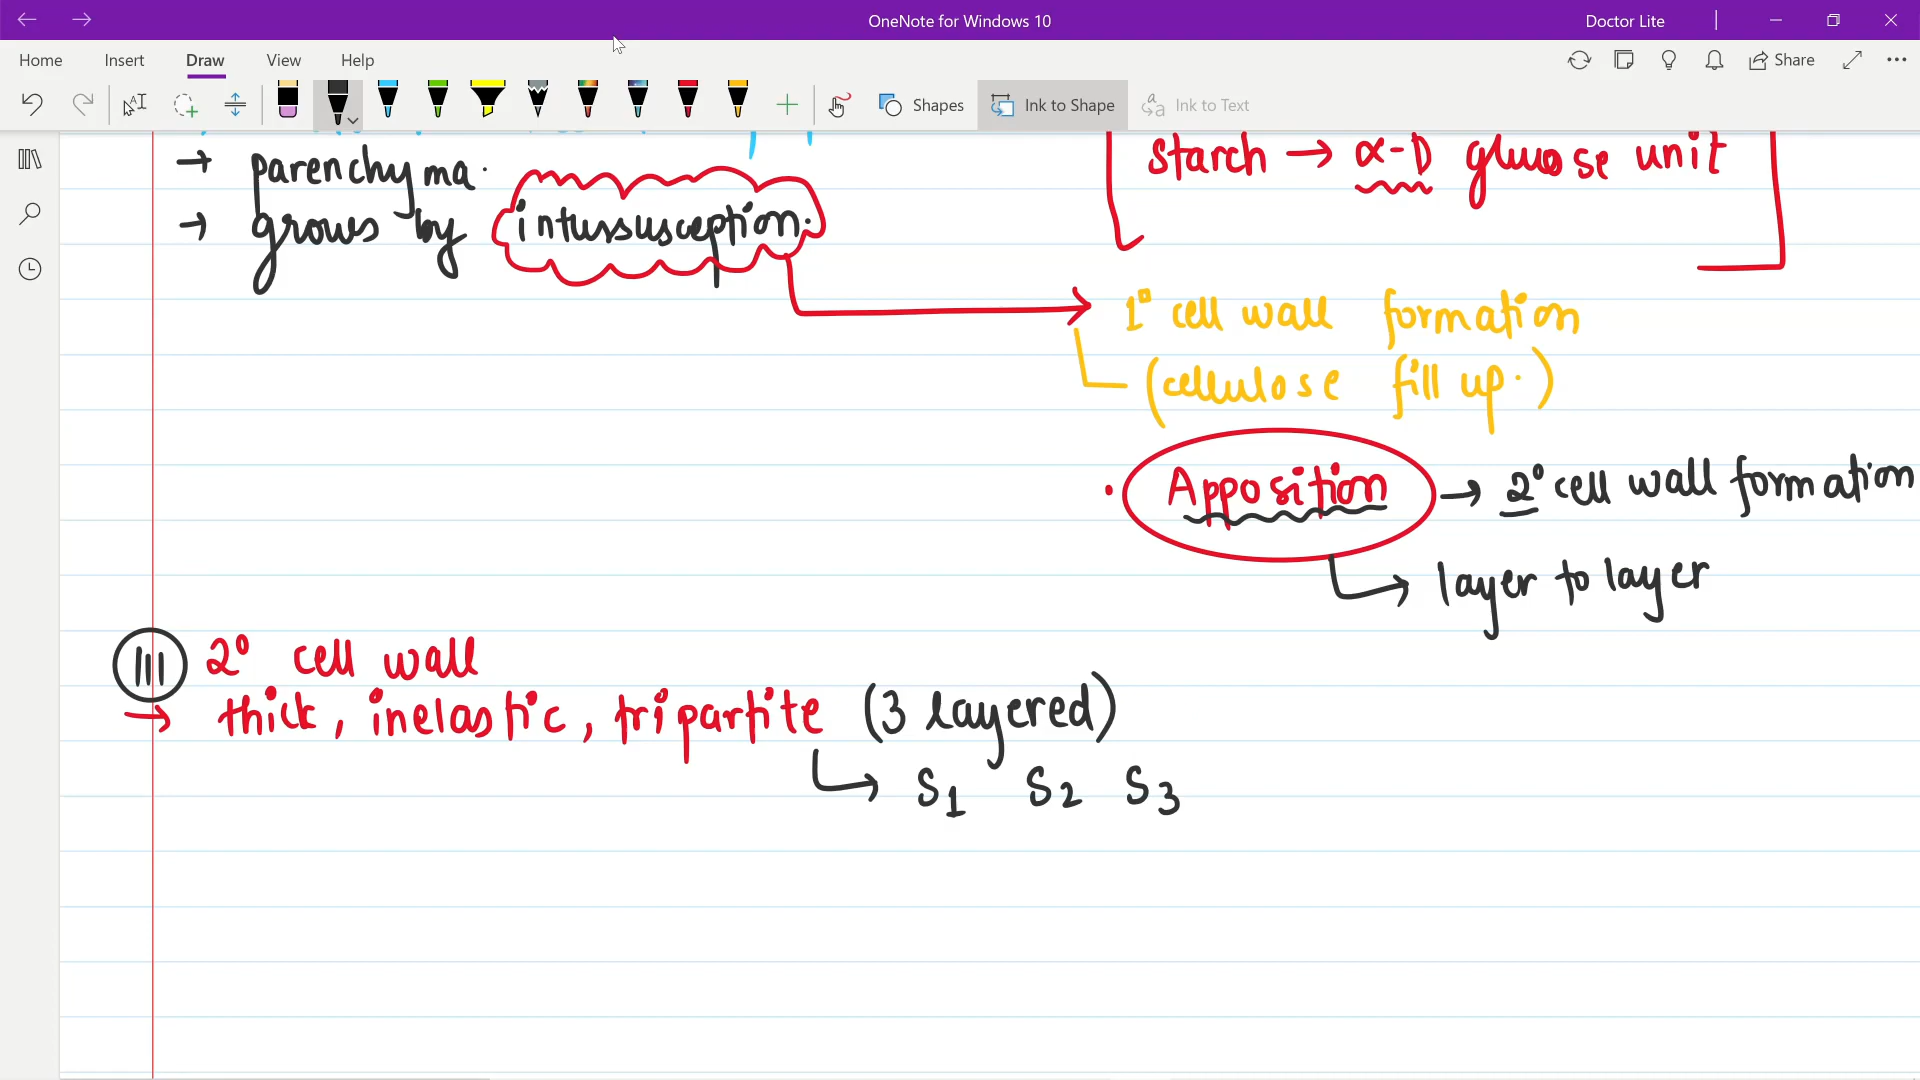 OneNote for Windows 10
Doctor Lite
Home Insert Draw View Help
Share
Shapes
Ink to Shape
Ink to Text
→ parenchyma.
→ grows by intussusception.
starch → α-D glucose unit
1° cell wall formation
(cellulose fill up.)
• Apposition → 2° cell wall formation
layer to layer
III 2° cell wall
→ thick, inelastic, tripartite (3 layered)
S1 S2 S3